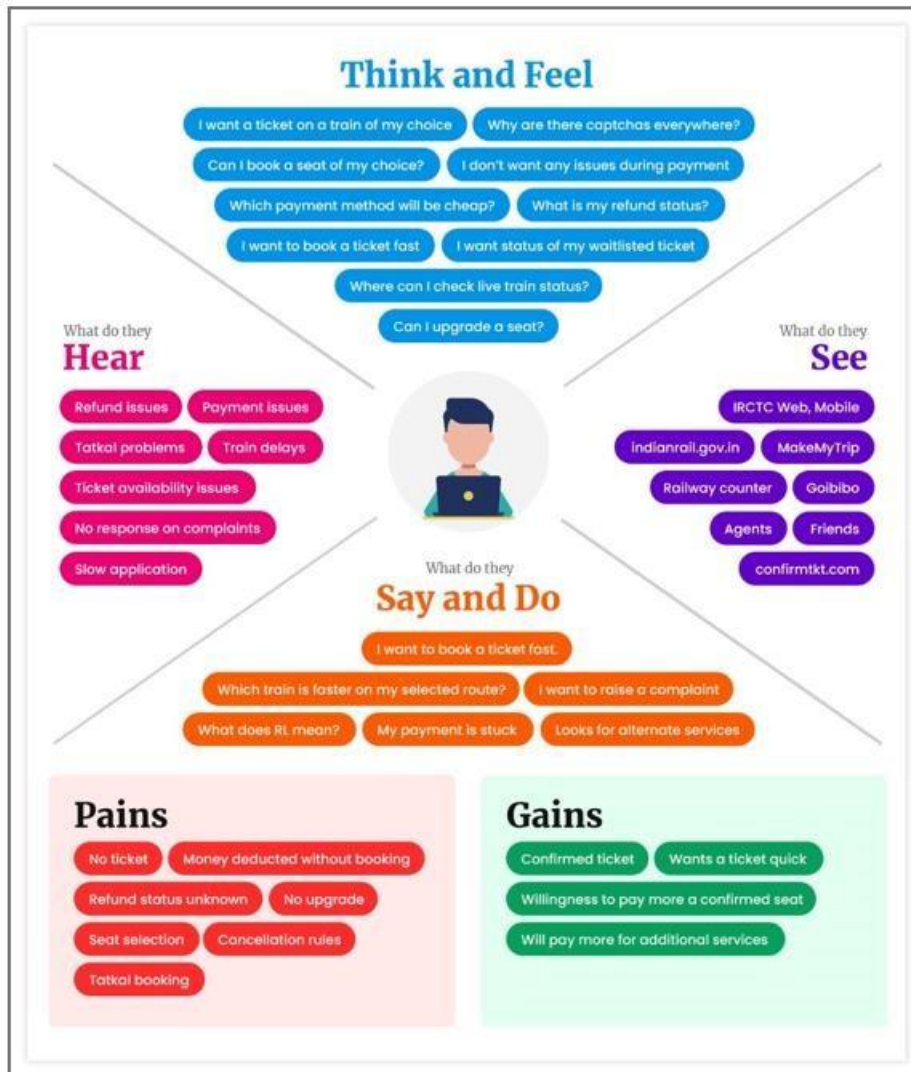 Think and Feel
I want a ticket on a train of my choice
Why are there captchas everywhere?
Can I book a seat of my choice?
I don't want any issues during payment
Which payment method will be cheap?
What is my refund status?
I want to book a ticket fast
I want status of my waitlisted ticket
Where can I check live train status?
Can I upgrade a seat?
What do they
Hear
Refund issues
Payment issues
Tatkal problems
Train delays
Ticket availability issues
No response on complaints
Slow application
What do they
See
IRCTC Web, Mobile
indianrail.gov.in
MakeMyTrip
Railway counter
Goibibo
Agents
Friends
confirmtkt.com
What do they
Say and Do
I want to book a ticket fast.
Which train is faster on my selected route?
I want to raise a complaint
What does RL mean?
My payment is stuck
Looks for alternate services
Pains
No ticket
Money deducted without booking
Refund status unknown
No upgrade
Seat selection
Cancellation rules
Tatkal booking
Gains
Confirmed ticket
Wants a ticket quick
Willingness to pay more a confirmed seat
Will pay more for additional services